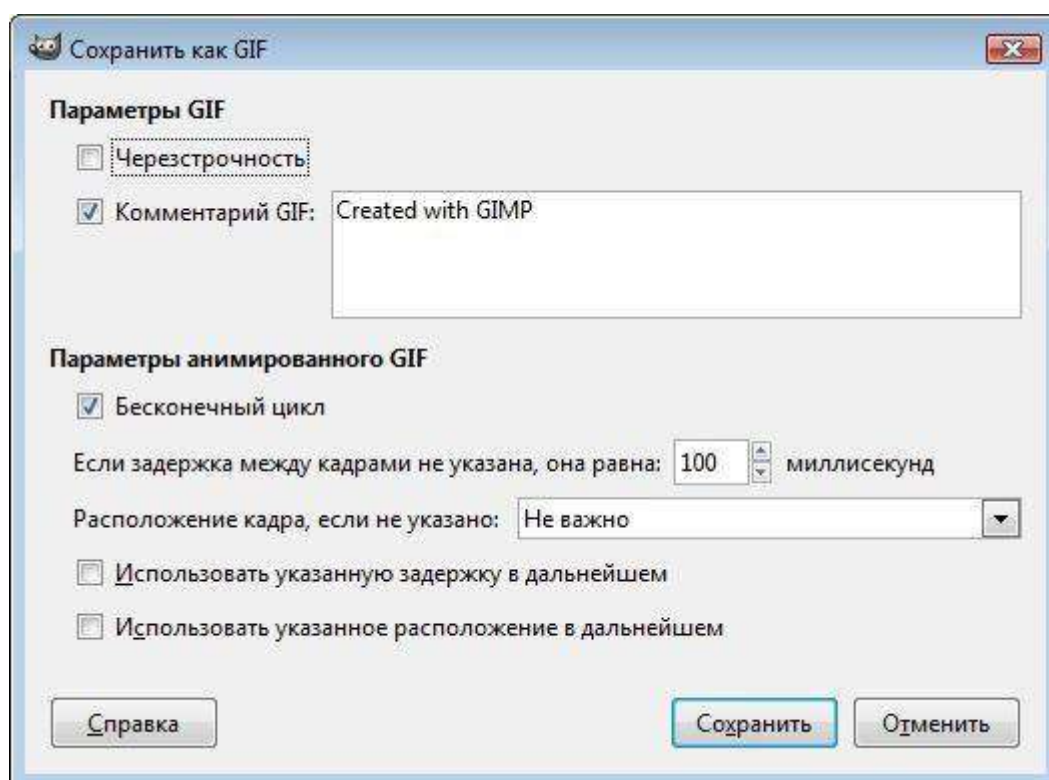 Сохранить как GIF
Параметры GIF
Черезстрочность
Комментарий GIF: Created with GIMP
Параметры анимированного GIF
Бесконечный цикл
Если задержка между кадрами не указана, она равна: 100 миллисекунд
Расположение кадра, если не указано: Не важно
Использовать указанную задержку в дальнейшем
Использовать указанное расположение в дальнейшем
Справка Сохранить Отменить